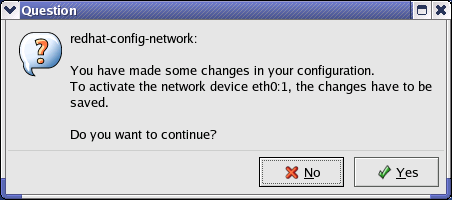 Question
redhat-config-network:
You have made some changes in your configuration.
To activate the network device eth0:1, the changes have to be
saved.
Do you want to continue?
No
Yes